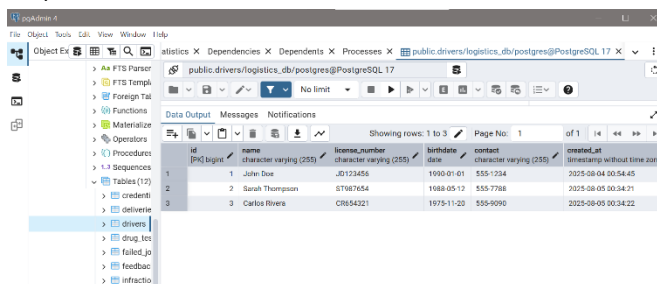 pgAdmin 4
File Object Tools Edit View Window Help
Object Ex
atistics Dependencies Dependents Processes public.drivers/logistics_db/postgres@PostgreSQL 17
public.drivers/logistics_db/postgres@PostgreSQL 17
No limit
Data Output Messages Notifications
Showing rows: 1 to 3 Page No: 1 of 1
id [PK] bigint
name character varying (255)
license_number character varying (255)
birthdate date
contact character varying (255)
created_at timestamp without time zon
1 1 John Doe JD123456 1990-01-01 555-1234 2025-08-04 00:54:45
2 2 Sarah Thompson ST987654 1988-05-12 555-7788 2025-08-05 00:34:21
3 3 Carlos Rivera CR654321 1975-11-20 555-9090 2025-08-05 00:34:22
Aa FTS Parser
FTS Templa
Foreign Tal
Functions
Materialize
Operators
Procedures
1..3 Sequences
Tables (12)
credenti
deliverie
drivers
drug_tes
failed_jo
feedbac
infractio